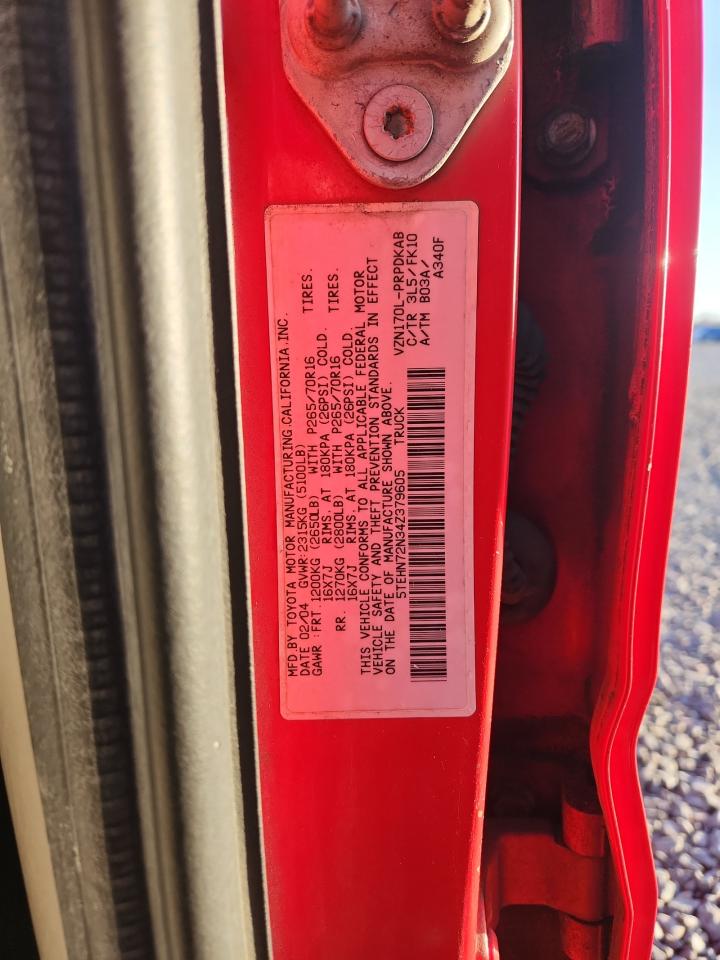 MFD.BY TOYOTA MOTOR MANUFACTURING.CALIFORNIA.INC.
DATE 02/04 GVWR:2315KG (5100LB)
GAWR :FRT.1200KG (2650LB) WITH P265/70R16 TIRES.
16X7J RIMS. AT 180KPA (26PSI) COLD.
RR. 1270KG (2800LB) WITH P265/70R16 TIRES.
16X7J RIMS. AT 180KPA (26PSI) COLD.
THIS VEHICLE CONFORMS TO ALL APPLICABLE FEDERAL MOTOR
VEHICLE SAFETY AND THEFT PREVENTION STANDARDS IN EFFECT
ON THE DATE OF MANUFACTURE SHOWN ABOVE.
5TEHN72N34Z379605 TRUCK
VZN170L-PRPDKAB
C/TR 3L5/FK10
A/TM B03A/
A340F